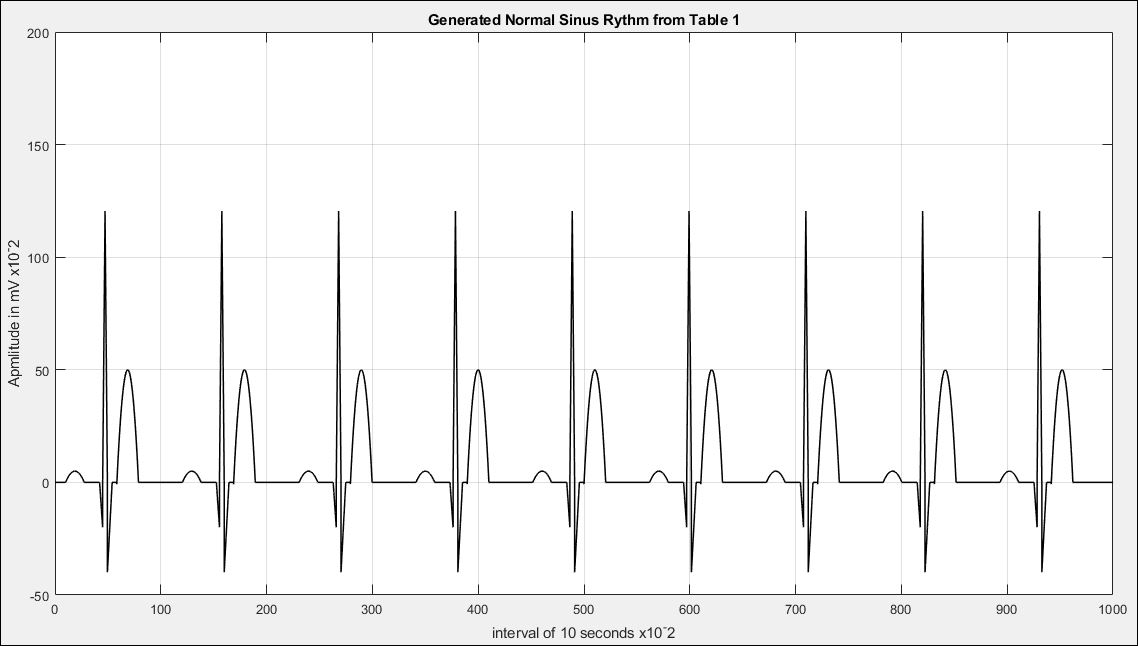 Generated Normal Sinus Rythm from Table 1
200
150
100
50
0
-50
Apmlitude in mV x10^-2
0 100 200 300 400 500 600 700 800 900 1000
interval of 10 seconds x10^-2